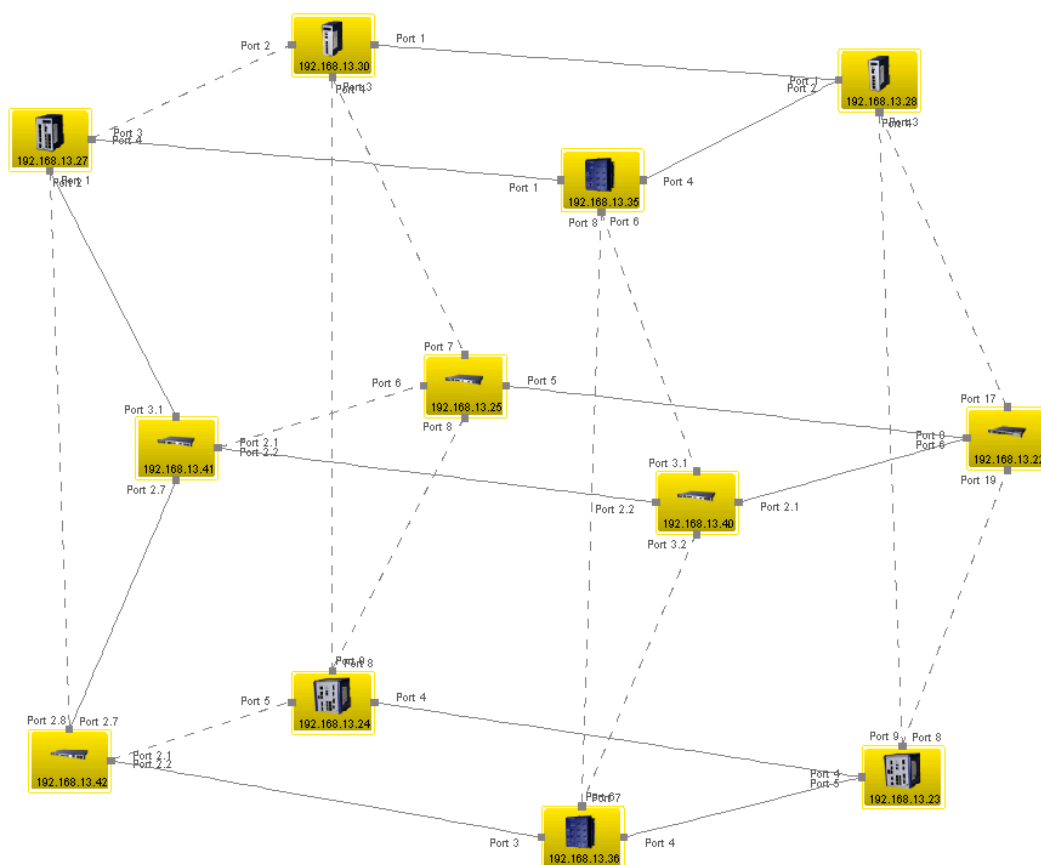 Port 2
Port 1
192.168.13.30
Port 3
Port 4
Port 1
Port 2
192.168.13.28
Port 3
Port 4
Port 3
Port 4
192.168.13.27
Port 1
Port 2
Port 1
Port 4
192.168.13.35
Port 8
Port 6
Port 7
Port 6
Port 5
192.168.13.25
Port 8
Port 3.1
Port 2.1
Port 2.2
192.168.13.41
Port 2.7
Port 17
Port 8
Port 6
192.168.13.22
Port 19
Port 3.1
Port 2.2
Port 2.1
192.168.13.40
Port 3.2
Port 8
Port 5
Port 4
192.168.13.24
Port 2.8
Port 2.7
Port 2.1
Port 2.2
192.168.13.42
Port 9
Port 8
Port 4
Port 5
192.168.13.23
Port 7
Port 3
Port 4
192.168.13.36